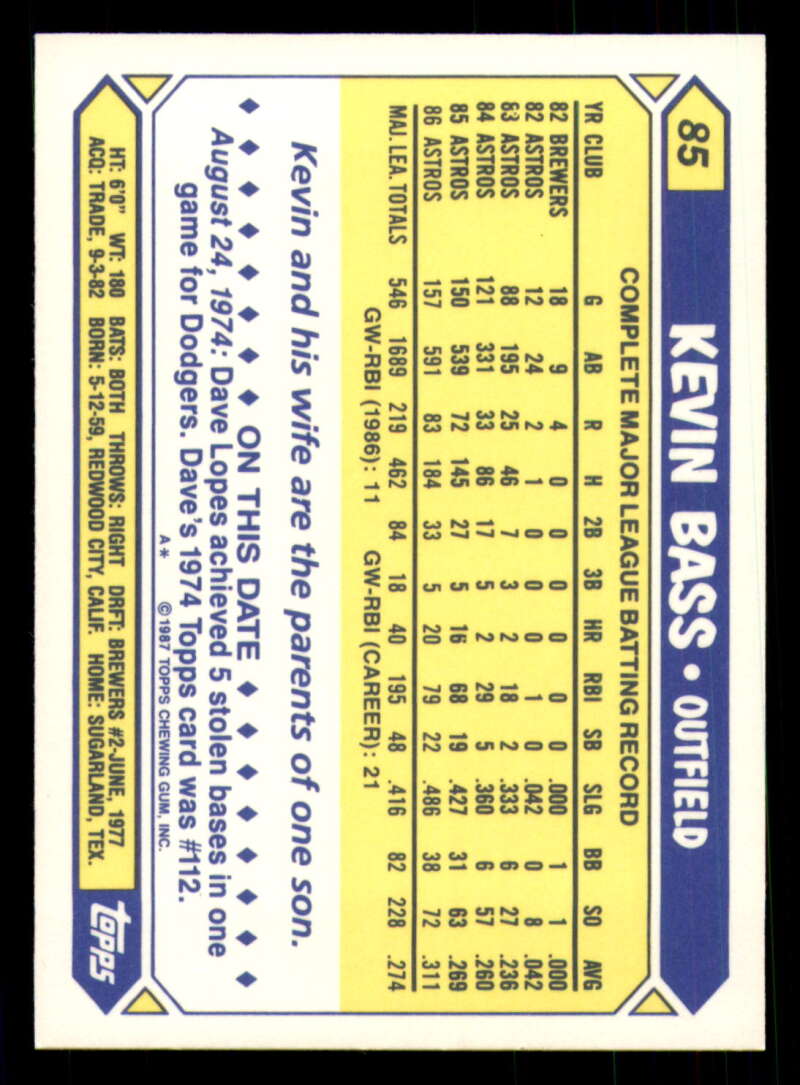 85 KEVIN BASS • OUTFIELD
COMPLETE MAJOR LEAGUE BATTING RECORD
YR CLUB G AB R H 2B 3B HR RBI SB SLG BB SO AVG
82 BREWERS 18 9 4 0 0 0 0 0 0 .000 1 1 .000
82 ASTROS 12 24 2 1 0 0 0 1 0 .042 0 8 .042
83 ASTROS 88 195 25 46 7 3 2 18 2 .333 6 27 .236
84 ASTROS 121 331 33 86 17 5 2 29 5 .360 6 57 .260
85 ASTROS 150 539 72 145 27 5 16 68 19 .427 31 63 .269
86 ASTROS 157 591 83 184 33 5 20 79 22 .486 38 72 .311
MAJ. LEA. TOTALS 546 1689 219 462 84 18 40 195 48 .416 82 228 .274
GW-RBI (1986): 11 GW-RBI (CAREER): 21
Kevin and his wife are the parents of one son.
◆ ◆ ◆ ◆ ◆ ◆ ◆ ◆ ON THIS DATE ◆ ◆ ◆ ◆ ◆ ◆ ◆ ◆
August 24, 1974: Dave Lopes achieved 5 stolen bases in one
game for Dodgers. Dave's 1974 Topps card was #112.
A* ©1987 TOPPS CHEWING GUM, INC.
HT: 6'0" WT: 180 BATS: BOTH THROWS: RIGHT DRFT: BREWERS #2-JUNE, 1977
ACQ: TRADE, 9-3-82 BORN: 5-12-59, REDWOOD CITY, CALIF. HOME: SUGARLAND, TEX.
topps